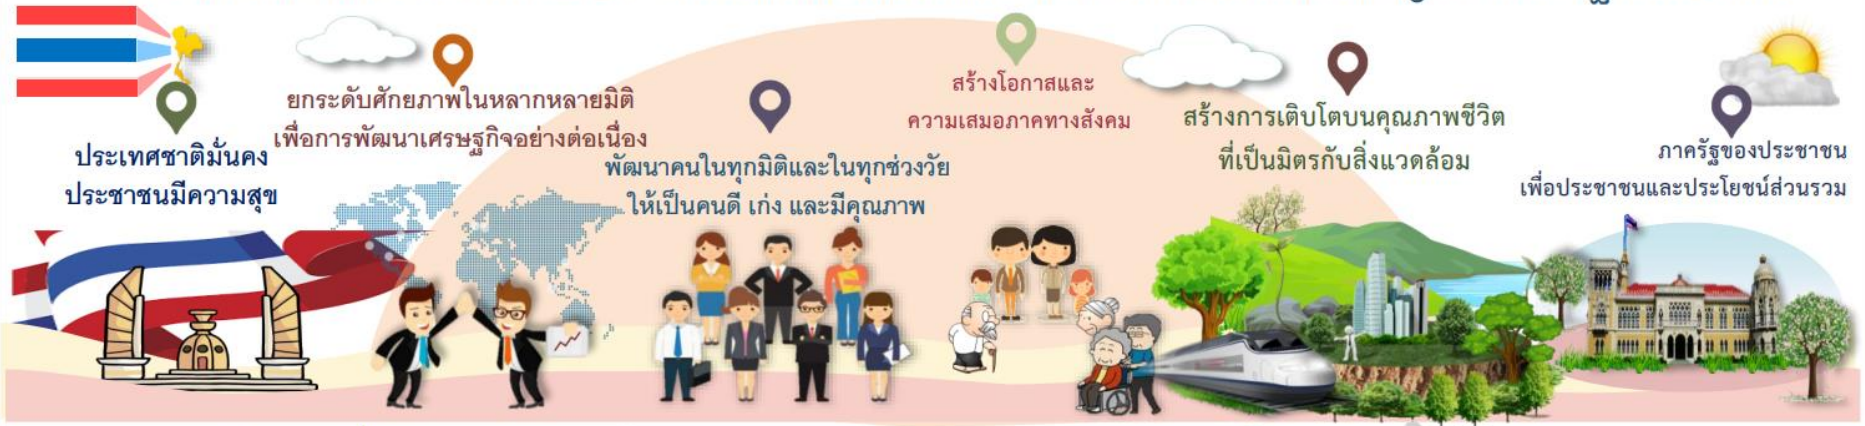 ประเทศชาติมั่นคง
ประชาชนมีความสุข
ยกระดับศักยภาพในหลากหลายมิติ
เพื่อการพัฒนาเศรษฐกิจอย่างต่อเนื่อง
พัฒนาคนในทุกมิติและในทุกช่วงวัย
ให้เป็นคนดี เก่ง และมีคุณภาพ
สร้างโอกาสและ
ความเสมอภาคทางสังคม
สร้างการเติบโตบนคุณภาพชีวิต
ที่เป็นมิตรกับสิ่งแวดล้อม
ภาครัฐของประชาชน
เพื่อประชาชนและประโยชน์ส่วนรวม